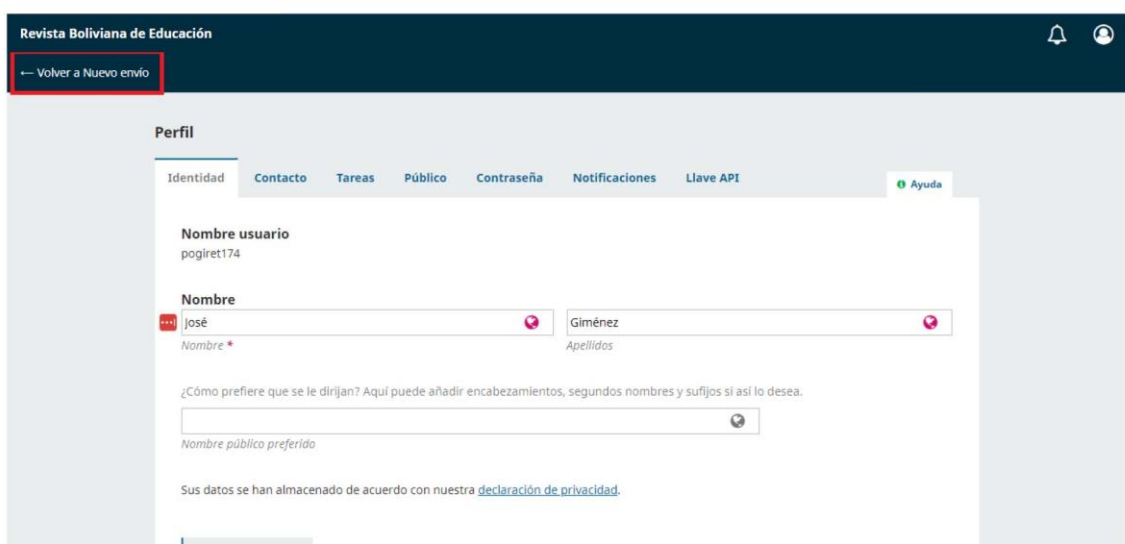 Revista Boliviana de Educación
← Volver a Nuevo envío
Perfil
Identidad Contacto Tareas Público Contraseña Notificaciones Llave API Ayuda
Nombre usuario
pogiret174
Nombre
José Giménez
Nombre * Apellidos
¿Cómo prefiere que se le dirijan? Aquí puede añadir encabezamientos, segundos nombres y sufijos si así lo desea.
Nombre público preferido
Sus datos se han almacenado de acuerdo con nuestra declaración de privacidad.